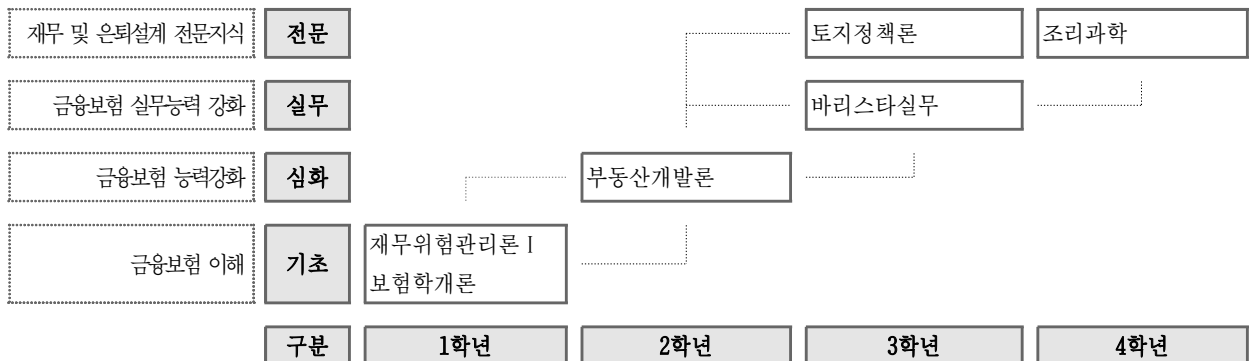 재무 및 은퇴설계 전문지식 전문 토지정책론 조리과학
금융보험 실무능력 강화 실무 바리스타실무
금융보험 능력강화 심화 부동산개발론
금융보험 이해 기초 재무위험관리론Ⅰ
보험학개론
구분 1학년 2학년 3학년 4학년